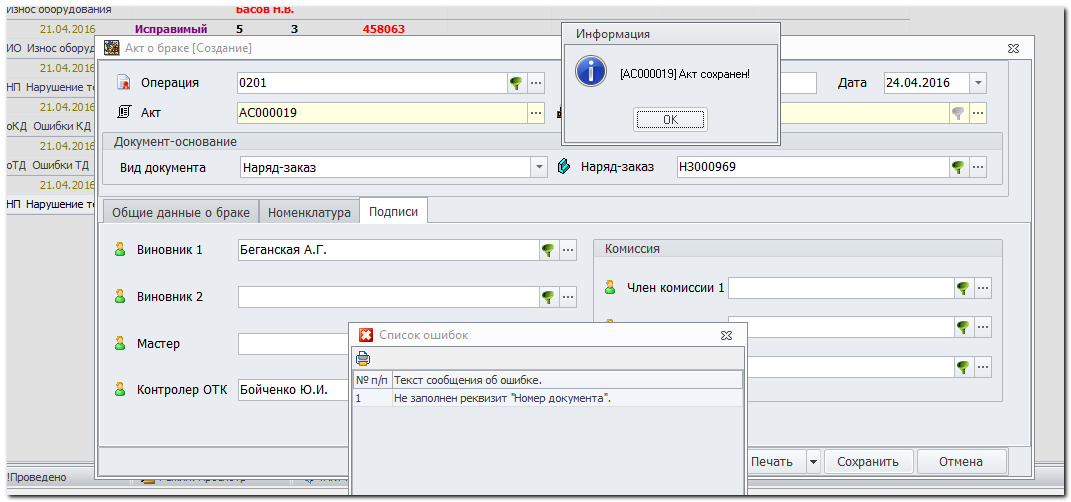 Износ оборудования
Басов Н.В.
21.04.2016 Исправимый 5 3 458063
ИО Износ оборуд
21.04.2016
НП Нарушение те
21.04.2016
оКД Ошибки КД
21.04.2016
оТД Ошибки ТД
21.04.2016
НП Нарушение те
Акт о браке [Создание]
Информация
[АС000019] Акт сохранен!
OK
Операция 0201
Дата 24.04.2016
Акт АС000019
Документ-основание
Вид документа Наряд-заказ
Наряд-заказ НЗ000969
Общие данные о браке Номенклатура Подписи
Виновник 1 Беганская А.Г.
Виновник 2
Мастер
Контролер ОТК Бойченко Ю.И.
Комиссия
Член комиссии 1
Список ошибок
№ п/п Текст сообщения об ошибке.
1 Не заполнен реквизит "Номер документа".
Печать Сохранить Отмена
!Проведено